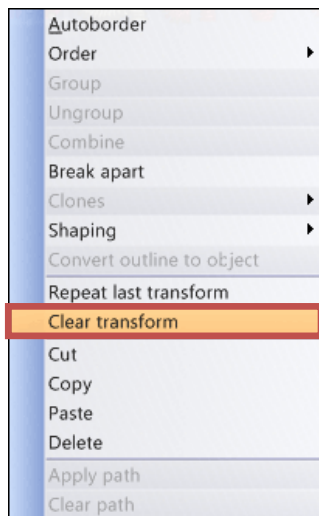 Autoborder
Order
Group
Ungroup
Combine
Break apart
Clones
Shaping
Convert outline to object
Repeat last transform
Clear transform
Cut
Copy
Paste
Delete
Apply path
Clear path